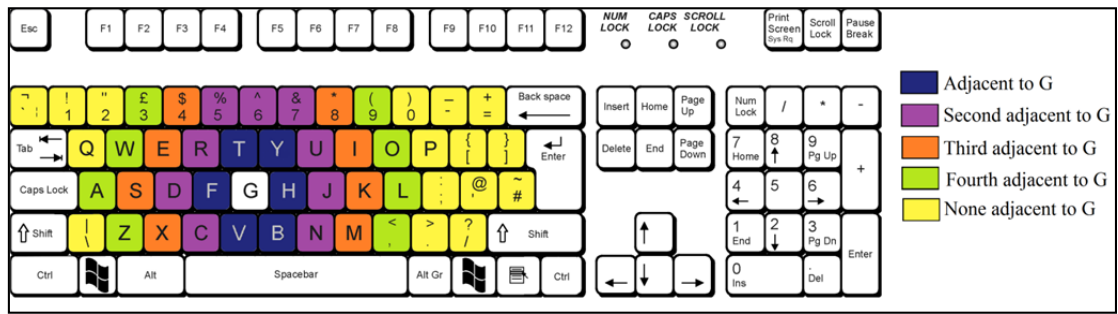 Esc F1 F2 F3 F4 F5 F6 F7 F8 F9 F10 F11 F12 NUM LOCK CAPS LOCK SCROLL LOCK Print Screen Sys Rq Scroll Lock Pause Break
¬ ` ¦ ! 1 " 2 £ 3 $ 4 % 5 ^ 6 & 7 * 8 ( 9 ) 0 _ - + = Back space Insert Home Page Up Num Lock / * -
Tab Q W E R T Y U I O P { [ } ] Enter Delete End Page Down 7 Home 8 9 Pg Up +
Caps Lock A S D F G H J K L : ; @ ' ~ # 4 5 6
Shift | \ Z X C V B N M < , > . ? / Shift 1 End 2 3 Pg Dn Enter
Ctrl Alt Spacebar Alt Gr Ctrl 0 Ins . Del
Adjacent to G
Second adjacent to G
Third adjacent to G
Fourth adjacent to G
None adjacent to G